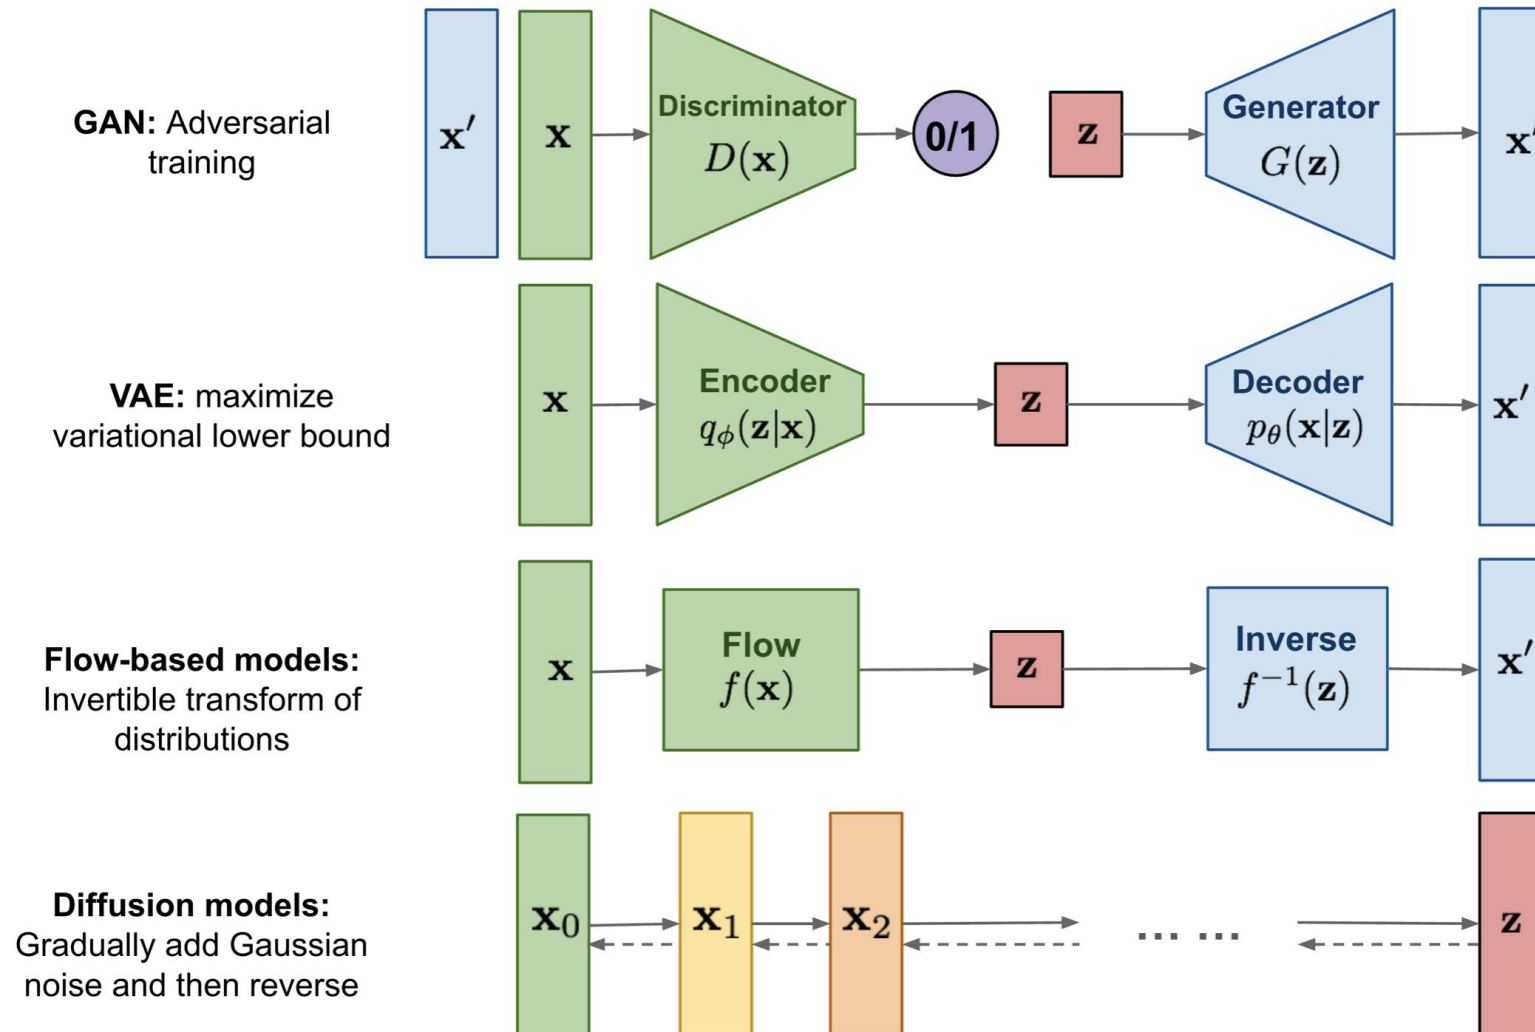 GAN: Adversarial
training
x′
x
Discriminator
D(x)
0/1
z
Generator
G(z)
x′
VAE: maximize
variational lower bound
x
Encoder
qϕ(z|x)
z
Decoder
pθ(x|z)
x′
Flow-based models:
Invertible transform of
distributions
x
Flow
f(x)
z
Inverse
f⁻¹(z)
x′
Diffusion models:
Gradually add Gaussian
noise and then reverse
x₀
x₁
x₂
... ...
z